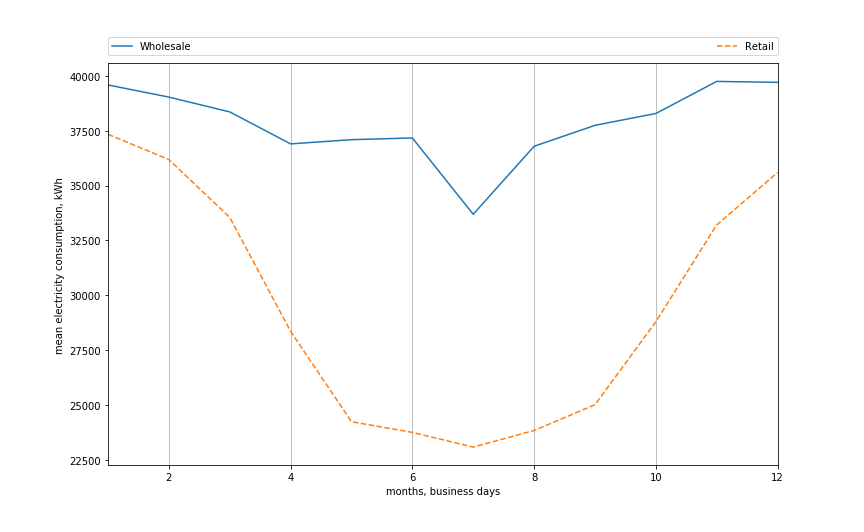 Wholesale Retail
40000
37500
35000
32500
30000
27500
25000
22500
mean electricity consumption, kWh
2 4 6 8 10 12
months, business days